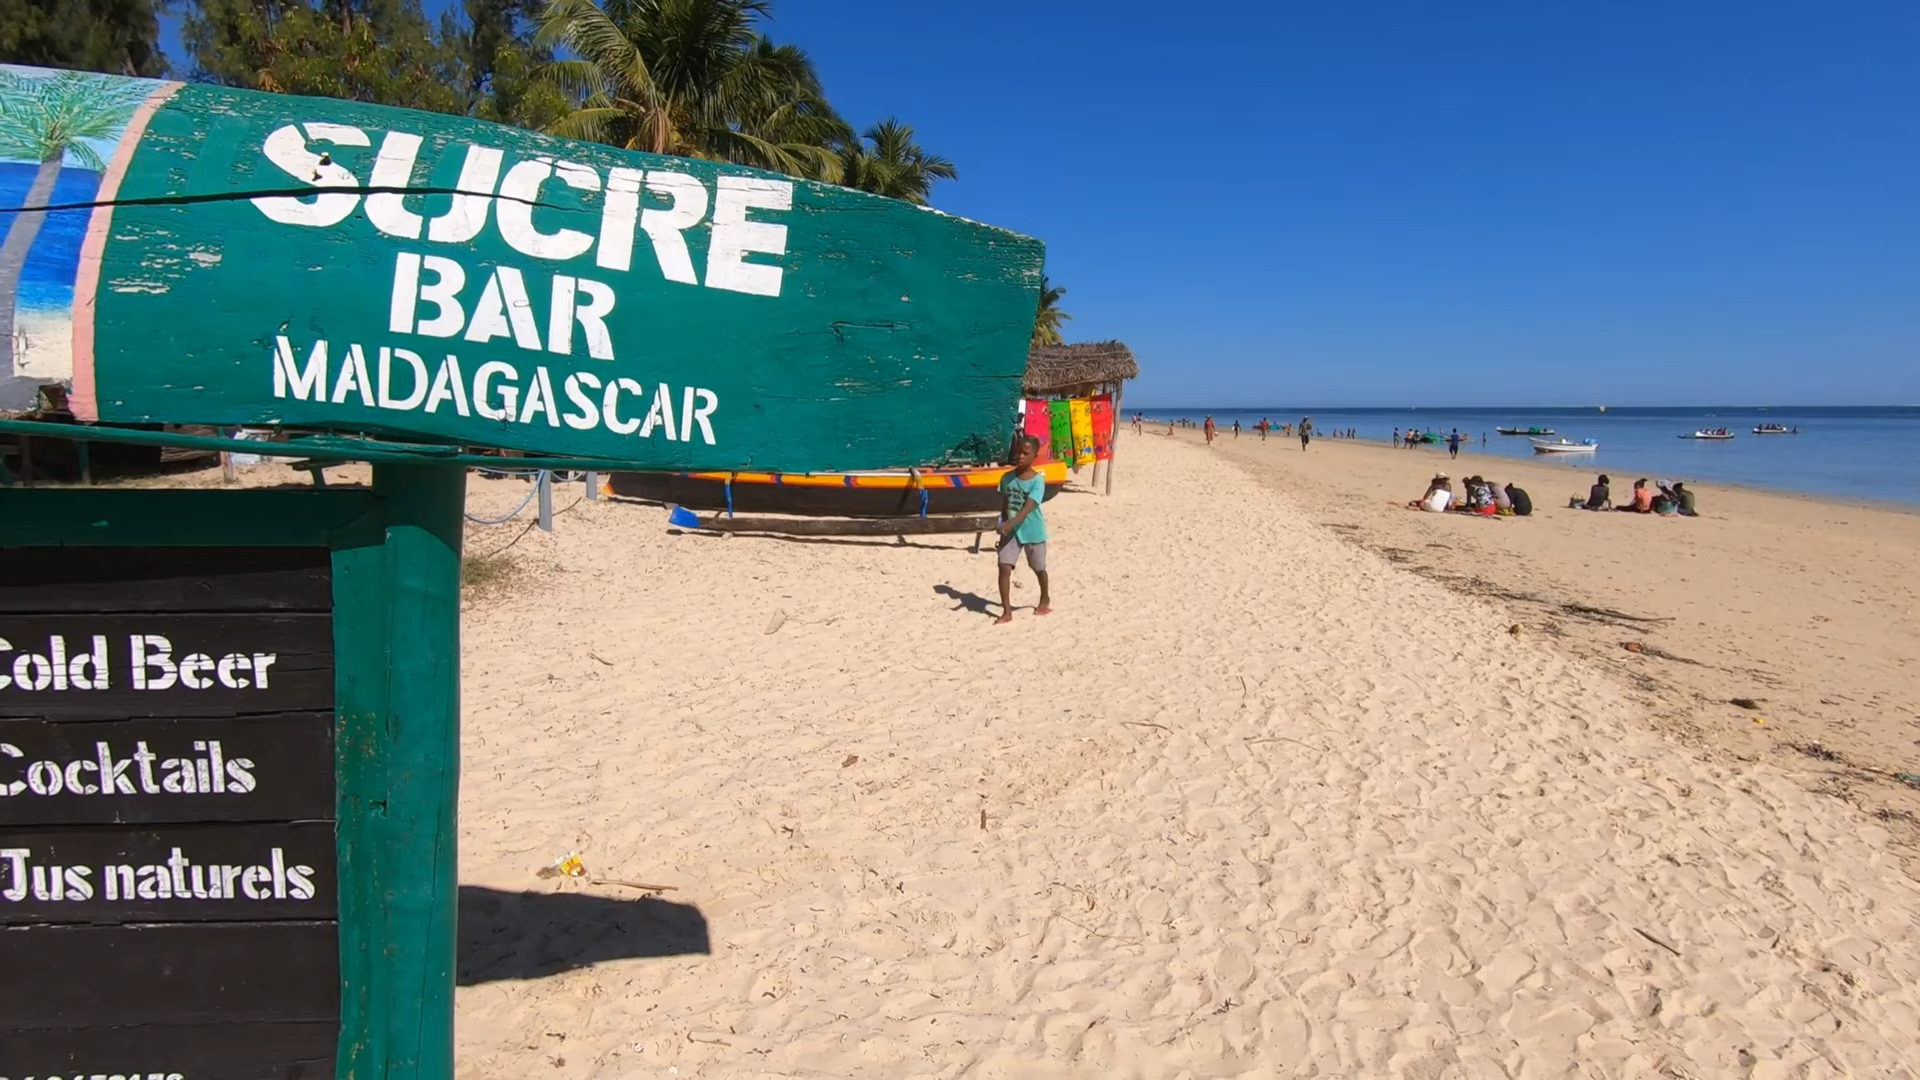 SUCRE
BAR
MADAGASCAR
Cold Beer
Cocktails
Jus naturels